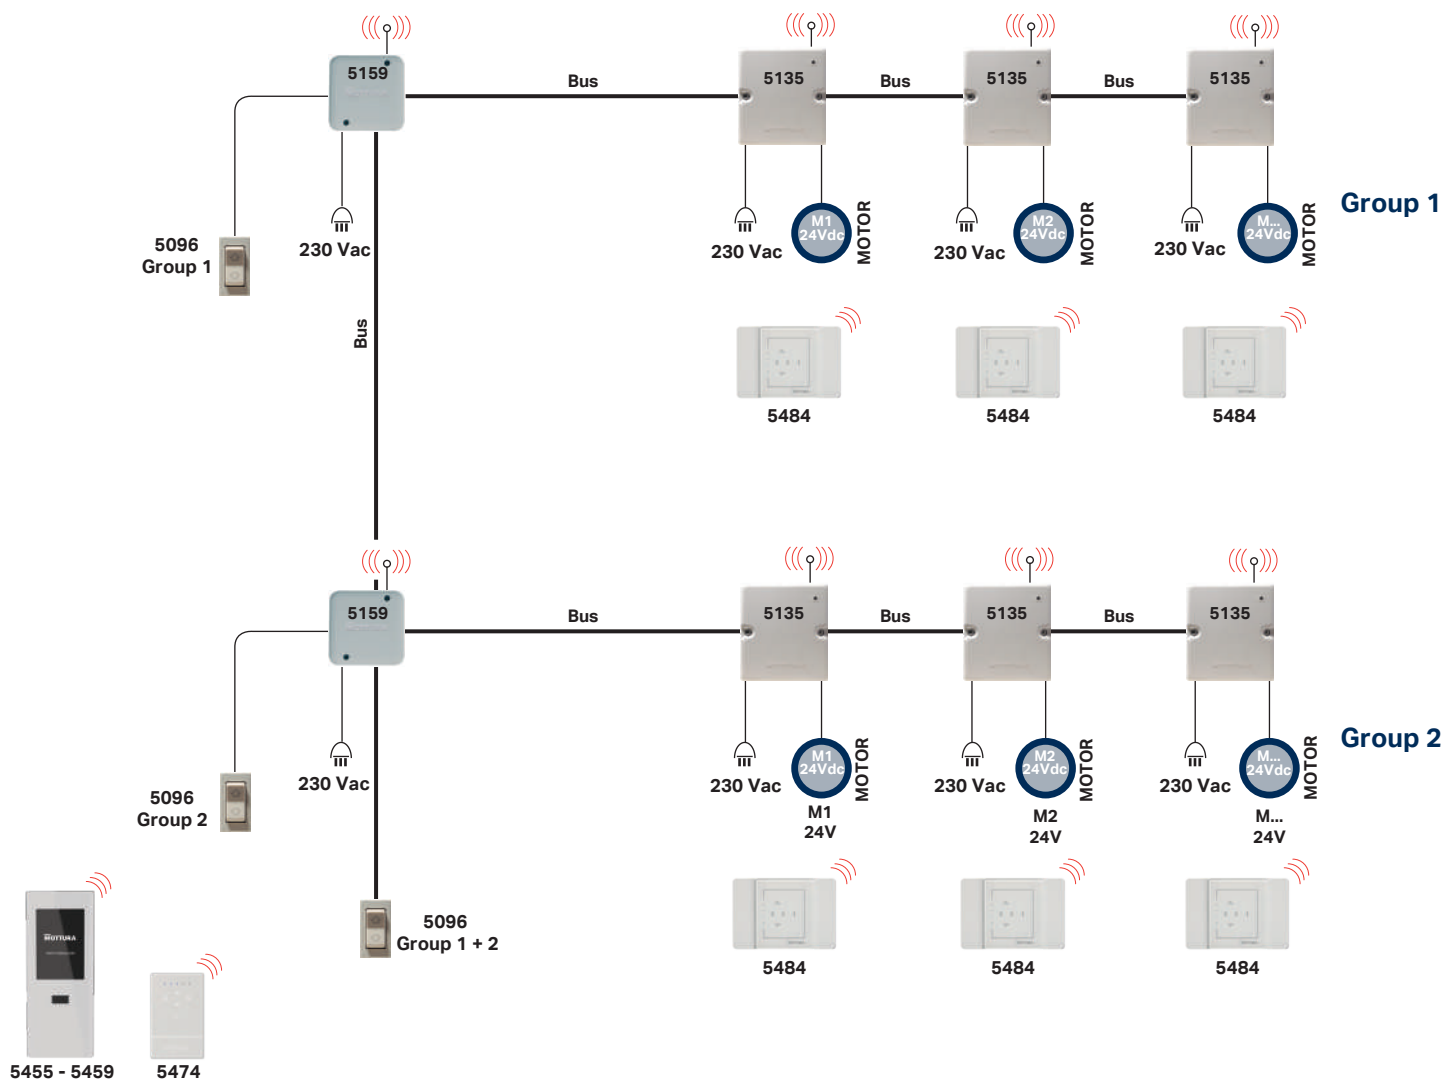 5159
Bus
5135
Bus
5135
Bus
5135
Group 1
5096
Group 1
230 Vac
230 Vac
M1
24Vdc
MOTOR
230 Vac
M2
24Vdc
MOTOR
230 Vac
M...
24Vdc
MOTOR
Bus
5484
5484
5484
5159
Bus
5135
Bus
5135
Bus
5135
Group 2
5096
Group 2
230 Vac
230 Vac
M1
24Vdc
MOTOR
M1
24V
230 Vac
M2
24Vdc
MOTOR
M2
24V
230 Vac
M...
24Vdc
MOTOR
M...
24V
5096
Group 1 + 2
5484
5484
5484
MOTTURA
5455 - 5459
5474